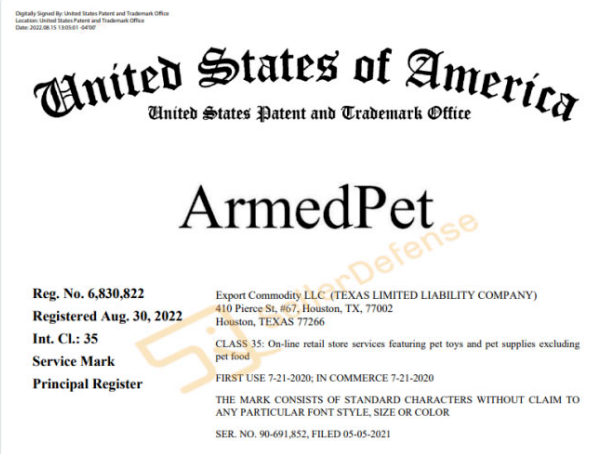 Digitally Signed By: United States Patent and Trademark Office
Location: United States Patent and Trademark Office
Date: 2022.08.15 13:05:01 -04'00'
United States of America
United States Patent and Trademark Office
ArmedPet
SellerDefense
Reg. No. 6,830,822
Registered Aug. 30, 2022
Int. Cl.: 35
Service Mark
Principal Register
Export Commodity LLC (TEXAS LIMITED LIABILITY COMPANY)
410 Pierce St, #67, Houston, TX, 77002
Houston, TEXAS 77266
CLASS 35: On-line retail store services featuring pet toys and pet supplies excluding
pet food
FIRST USE 7-21-2020; IN COMMERCE 7-21-2020
THE MARK CONSISTS OF STANDARD CHARACTERS WITHOUT CLAIM TO
ANY PARTICULAR FONT STYLE, SIZE OR COLOR
SER. NO. 90-691,852, FILED 05-05-2021